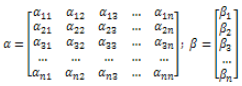 α = [ α₁₁ α₁₂ α₁₃ … α₁ₙ ; α₂₁ α₂₂ α₂₃ … α₂ₙ ; α₃₁ α₃₂ α₃₃ … α₃ₙ ; … … … … … ; αₙ₁ αₙ₂ αₙ₃ … αₙₙ ] ; β = [ β₁ ; β₂ ; β₃ ; … ; βₙ ]